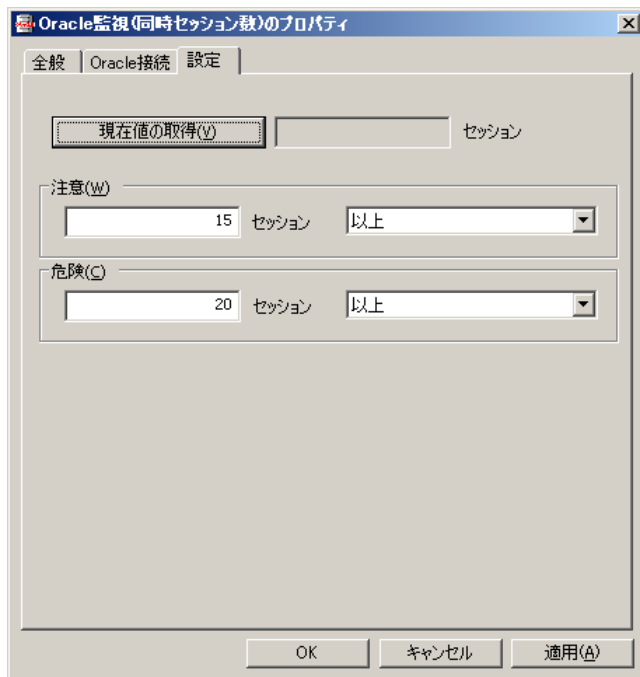 Oracle監視(同時セッション数)のプロパティ
全般 Oracle接続 設定
現在値の取得(V) セッション
注意(W)
15 セッション 以上
危険(C)
20 セッション 以上
OK キャンセル 適用(A)